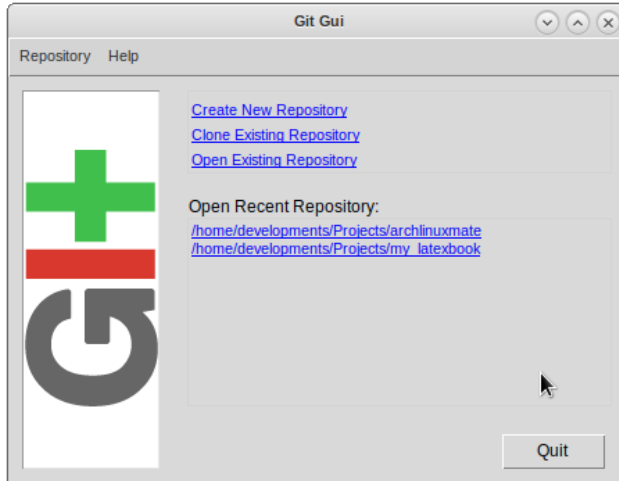 Git Gui
Repository Help
Create New Repository
Clone Existing Repository
Open Existing Repository
Open Recent Repository:
/home/developments/Projects/archlinuxmate
/home/developments/Projects/my_latexbook
GIT
Quit